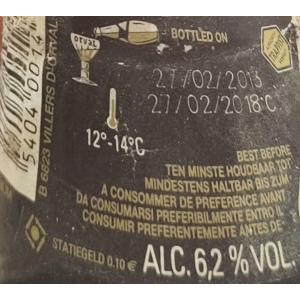 ORVAL
BOTTLED ON
27/02/2013
27/02/2018 C
12°-14°C
5404 0014
B 6823 VILLERS D'ORVAL
BEST BEFORE
TEN MINSTE HOUDBAAR TOT
MINDESTENS HALTBAR BIS ZUM
A CONSOMMER DE PREFERENCE AVANT
DA CONSUMARSI PREFERIBILMENTE ENTRO IL
CONSUMIR PREFERENTEMENTE ANTES DE
STATIEGELD 0.10 €
ALC. 6,2 % VOL.